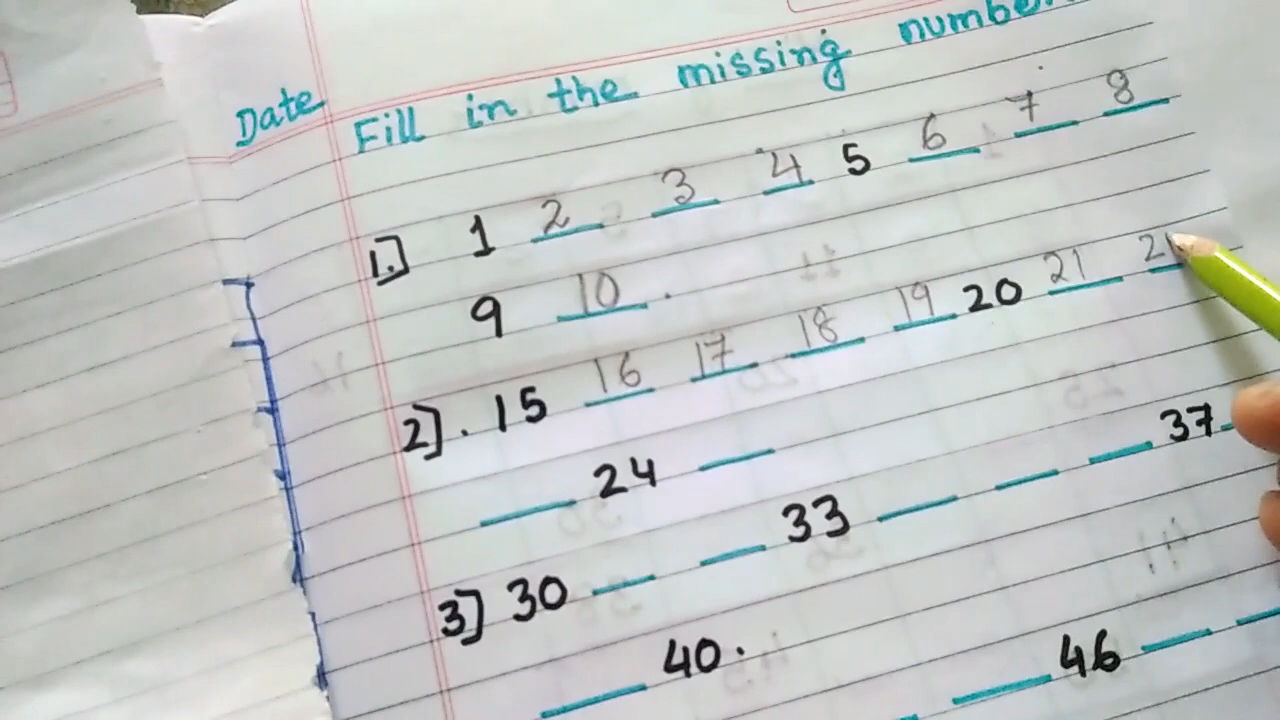 Date
Fill in the missing
1.] 1 2 3 4 5 6 7 8
9 10 .
2] . 15 16 17 18 19 20 21
24
3] 30 33 37
40 .
46